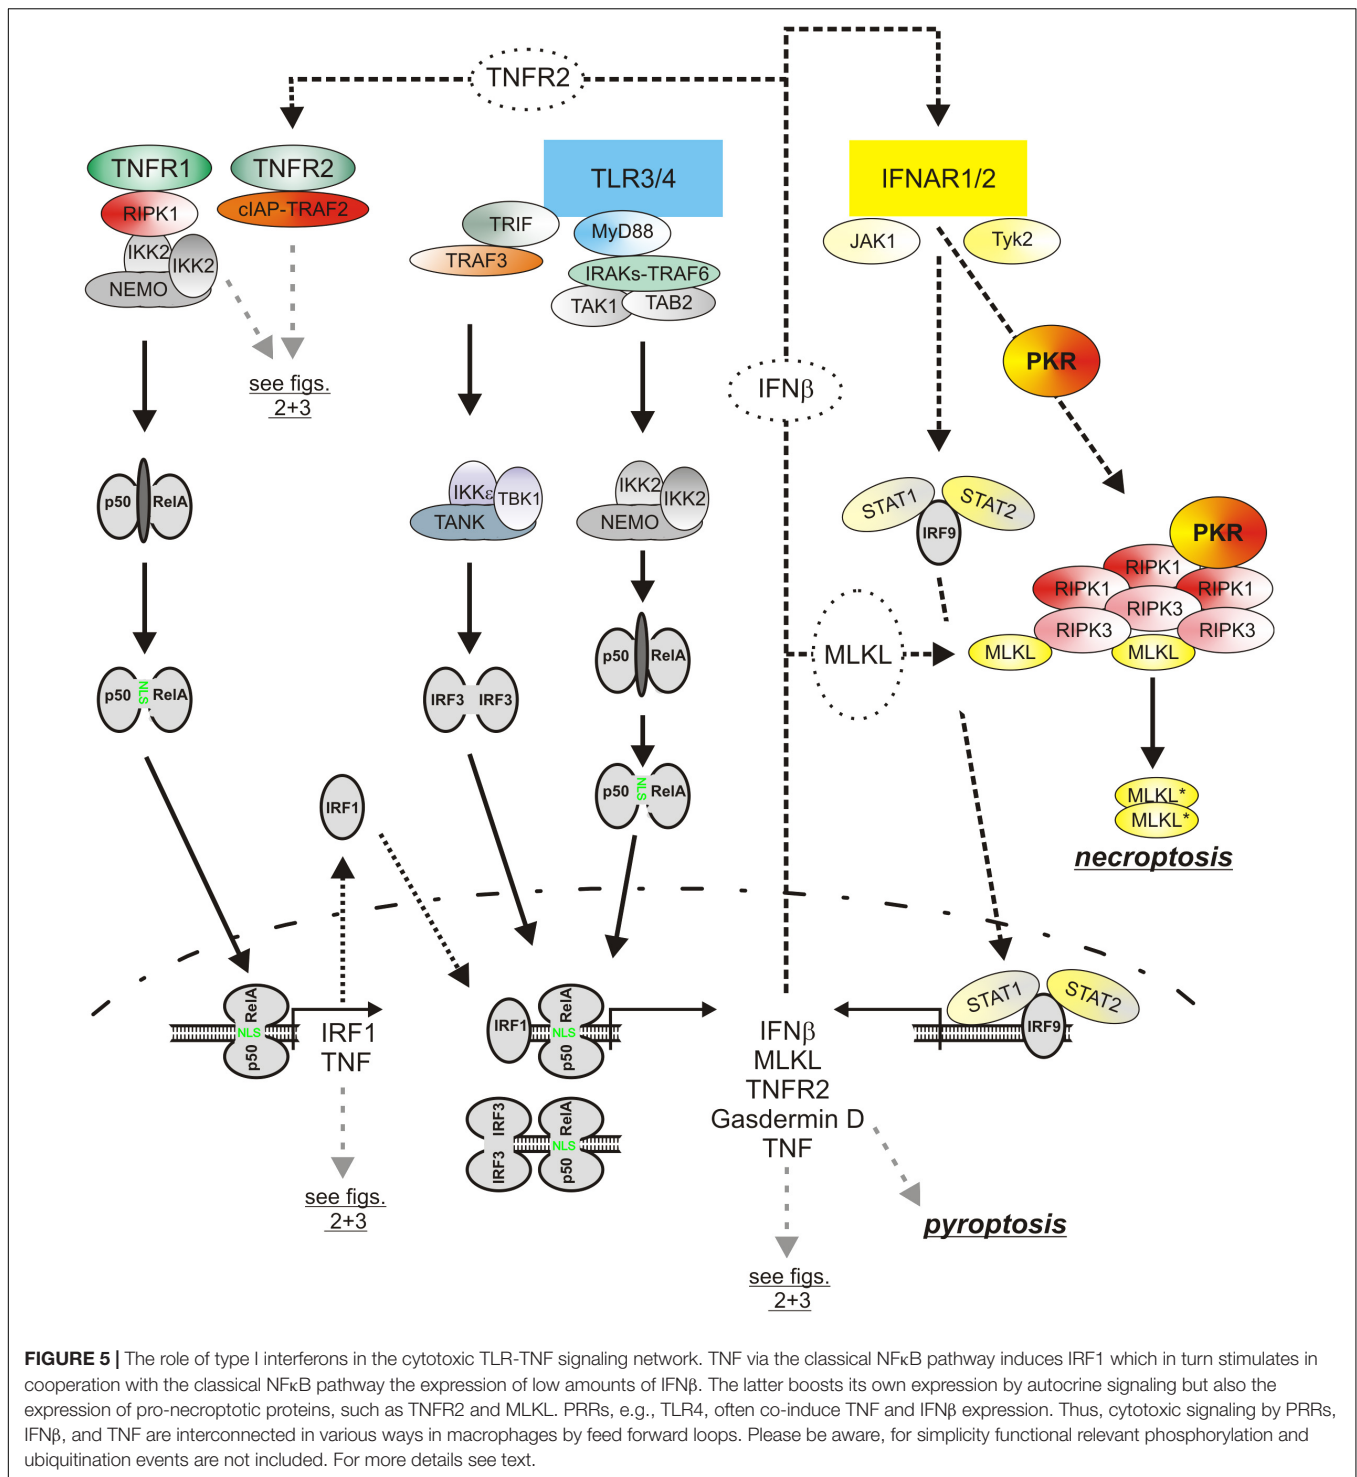 TNFR2
TNFR1
TNFR2
TLR3/4
IFNAR1/2
RIPK1
cIAP-TRAF2
TRIF
MyD88
JAK1
Tyk2
IKK2
IKK2
NEMO
TRAF3
IRAKs-TRAF6
TAK1
TAB2
see figs.
2+3
IFNβ
PKR
p50
RelA
IKKε
TBK1
TANK
IKK2
IKK2
NEMO
STAT1
STAT2
IRF9
PKR
RIPK1
RIPK1
RIPK1
RIPK3
RIPK3
RIPK3
MLKL
MLKL
MLKL
p50
RelA
p50
NLS
RelA
IRF3
IRF3
p50
NLS
RelA
IRF1
MLKL*
MLKL*
necroptosis
RelA
NLS
p50
IRF1
TNF
IRF1
RelA
NLS
p50
IFNβ
MLKL
TNFR2
Gasdermin D
TNF
STAT1
STAT2
IRF9
IRF3
IRF3
RelA
NLS
p50
see figs.
2+3
pyroptosis
see figs.
2+3
FIGURE 5 | The role of type I interferons in the cytotoxic TLR-TNF signaling network. TNF via the classical NFκB pathway induces IRF1 which in turn stimulates in
cooperation with the classical NFκB pathway the expression of low amounts of IFNβ. The latter boosts its own expression by autocrine signaling but also the
expression of pro-necroptotic proteins, such as TNFR2 and MLKL. PRRs, e.g., TLR4, often co-induce TNF and IFNβ expression. Thus, cytotoxic signaling by PRRs,
IFNβ, and TNF are interconnected in various ways in macrophages by feed forward loops. Please be aware, for simplicity functional relevant phosphorylation and
ubiquitination events are not included. For more details see text.